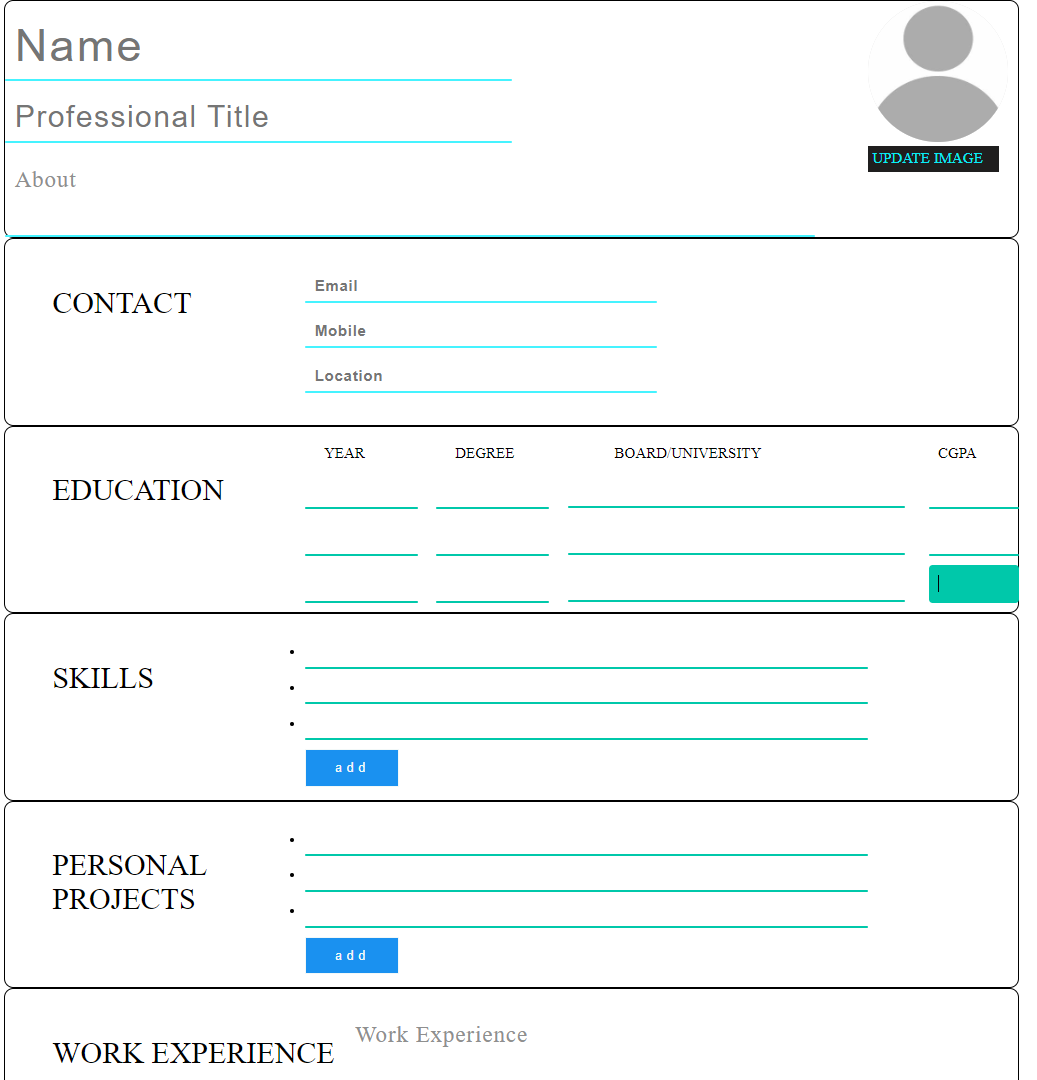 Name
Professional Title
UPDATE IMAGE
About
CONTACT
Email
Mobile
Location
EDUCATION
YEAR DEGREE BOARD/UNIVERSITY CGPA
SKILLS
add
PERSONAL
PROJECTS
add
WORK EXPERIENCE
Work Experience